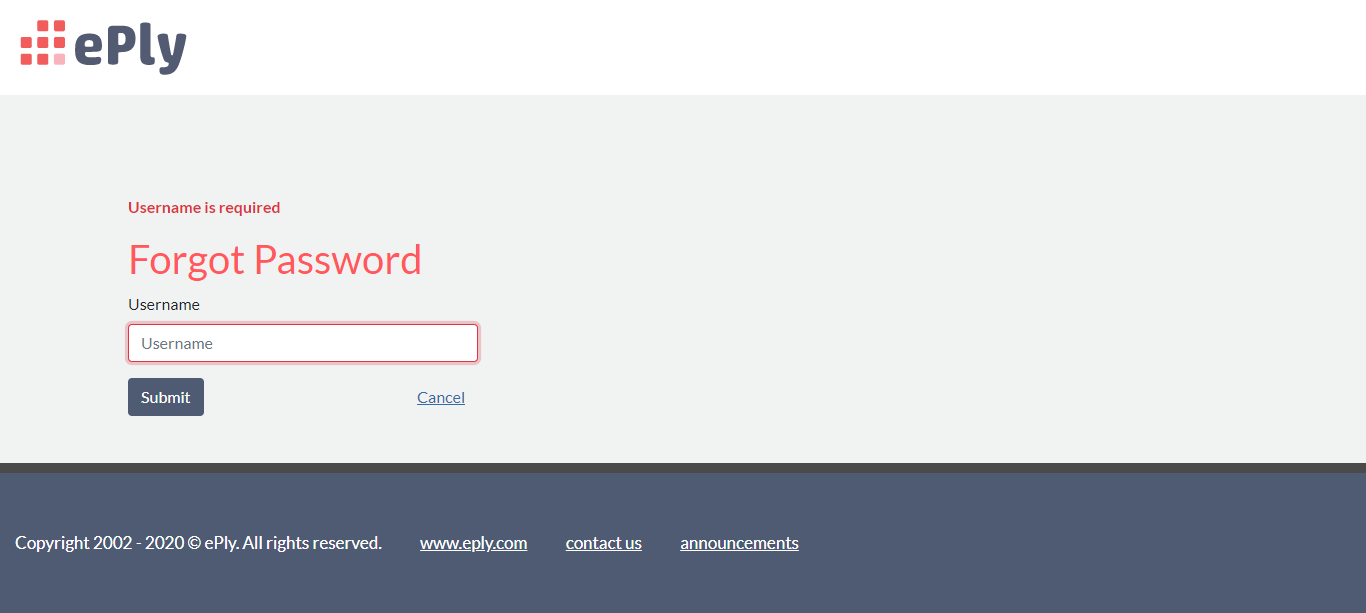 ePly
Username is required
Forgot Password
Username
Username
Submit Cancel
Copyright 2002 - 2020 © ePly. All rights reserved. www.eply.com contact us announcements